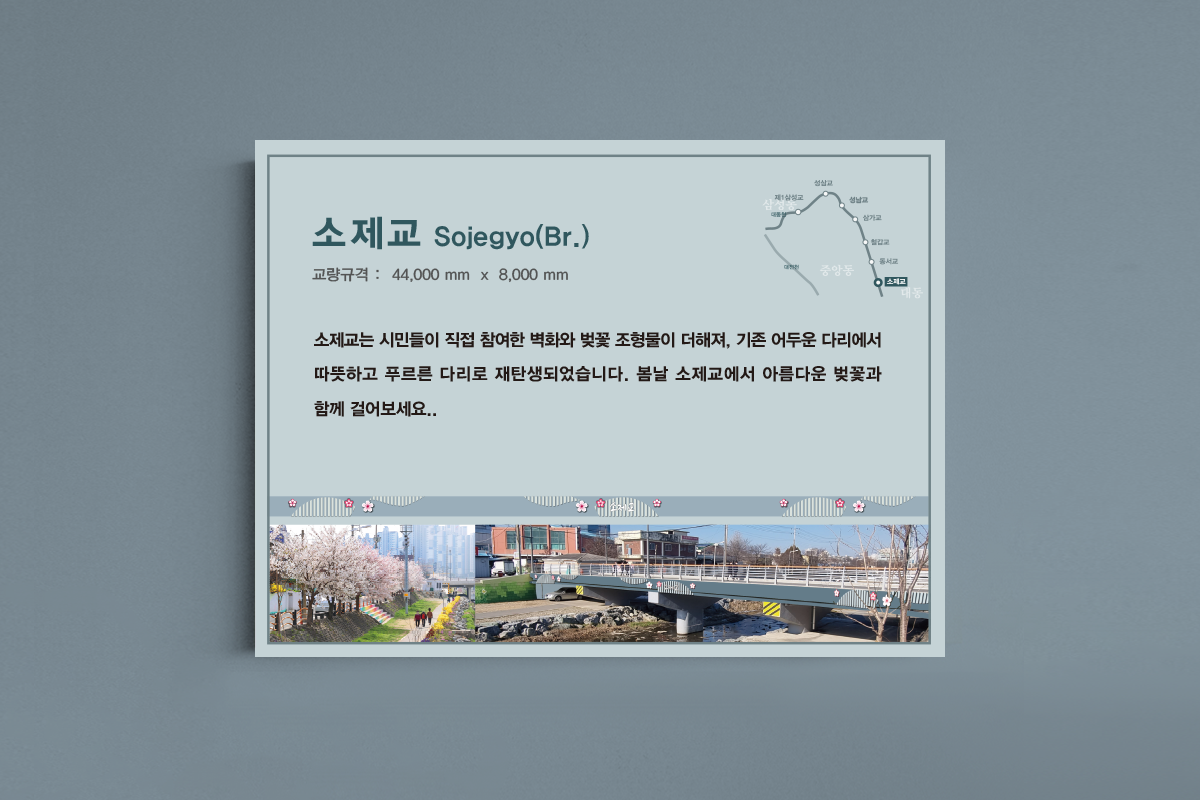 성삼교
제1삼성교
성남교
삼성동
삼가교
소제교 Sojegyo(Br.)
철갑교
동서교
중앙동
교량규격 : 44,000 mm x 8,000 mm
소제교
대동
소제교는 시민들이 직접 참여한 벽화와 벚꽃 조형물이 더해져, 기존 어두운 다리에서
따뜻하고 푸르른 다리로 재탄생되었습니다. 봄날 소제교에서 아름다운 벚꽃과
함께 걸어보세요..
소제교